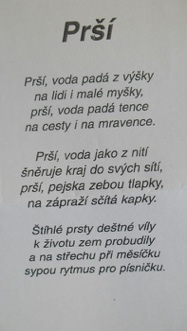 Prší
Prší, voda padá z výšky
na lidi i malé myšky,
prší, voda padá tence
na cesty i na mravence.
Prší, voda jako z nití
šněruje kraj do svých sítí,
prší, pejska zebou tlapky,
na zápraží sčítá kapky.
Štíhlé prsty deštné víly
k životu zem probudily
a na střechu při měsíčku
sypou rytmus pro písničku.